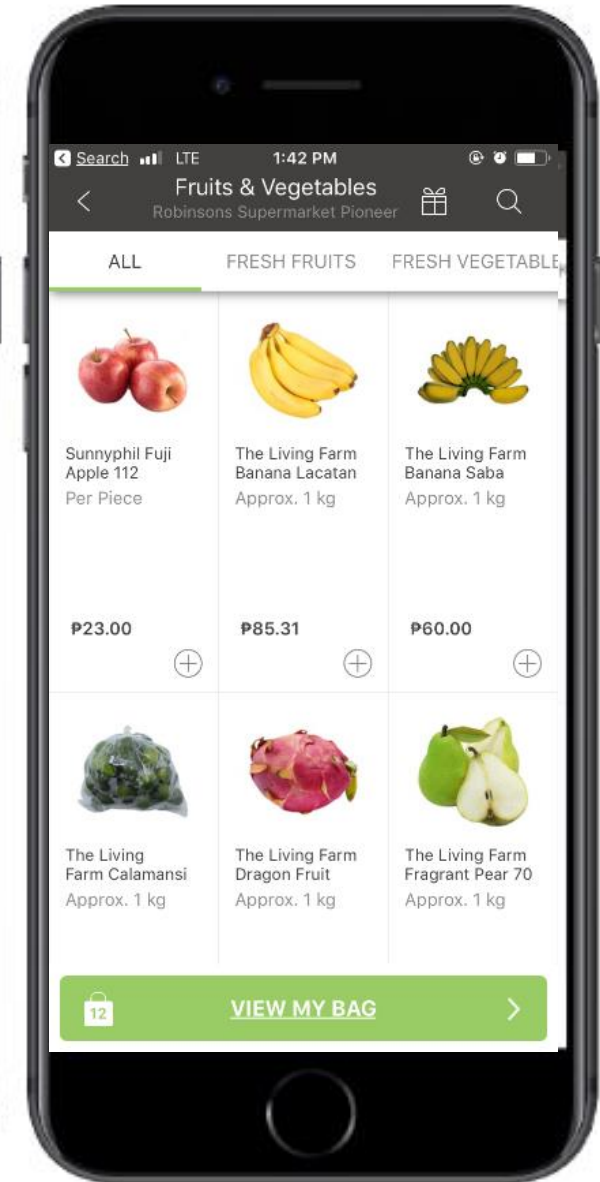 Search LTE 1:42 PM
Fruits & Vegetables
Robinsons Supermarket Pioneer
ALL FRESH FRUITS FRESH VEGETABLE
Sunnyphil Fuji
Apple 112
Per Piece
₱23.00
The Living Farm
Banana Lacatan
Approx. 1 kg
₱85.31
The Living Farm
Banana Saba
Approx. 1 kg
₱60.00
The Living
Farm Calamansi
Approx. 1 kg
The Living Farm
Dragon Fruit
Approx. 1 kg
The Living Farm
Fragrant Pear 70
Approx. 1 kg
12 VIEW MY BAG